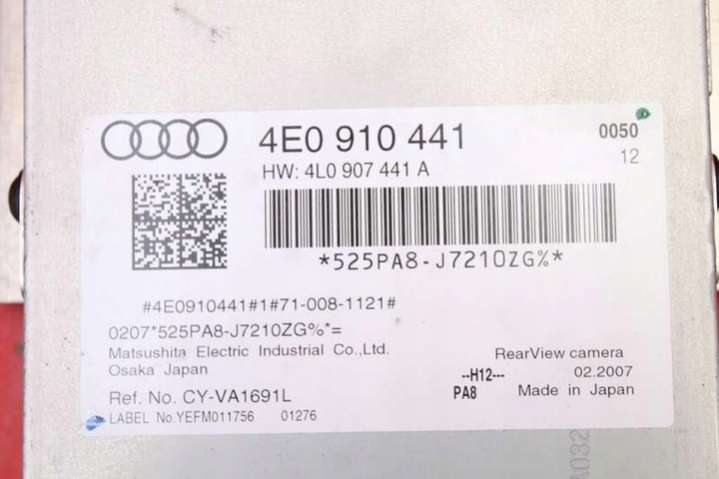 4E0 910 441
0050
HW: 4L0 907 441 A
12
*525PA8-J7210ZG%*
#4E0910441#1#71-008-1121#
0207*525PA8-J7210ZG%*=
Matsushita Electric Industrial Co.,Ltd.
Osaka Japan
RearView camera
--H12--- 02.2007
Ref. No. CY-VA1691L
PA8 Made in Japan
LABEL No.YEFM011756 01276